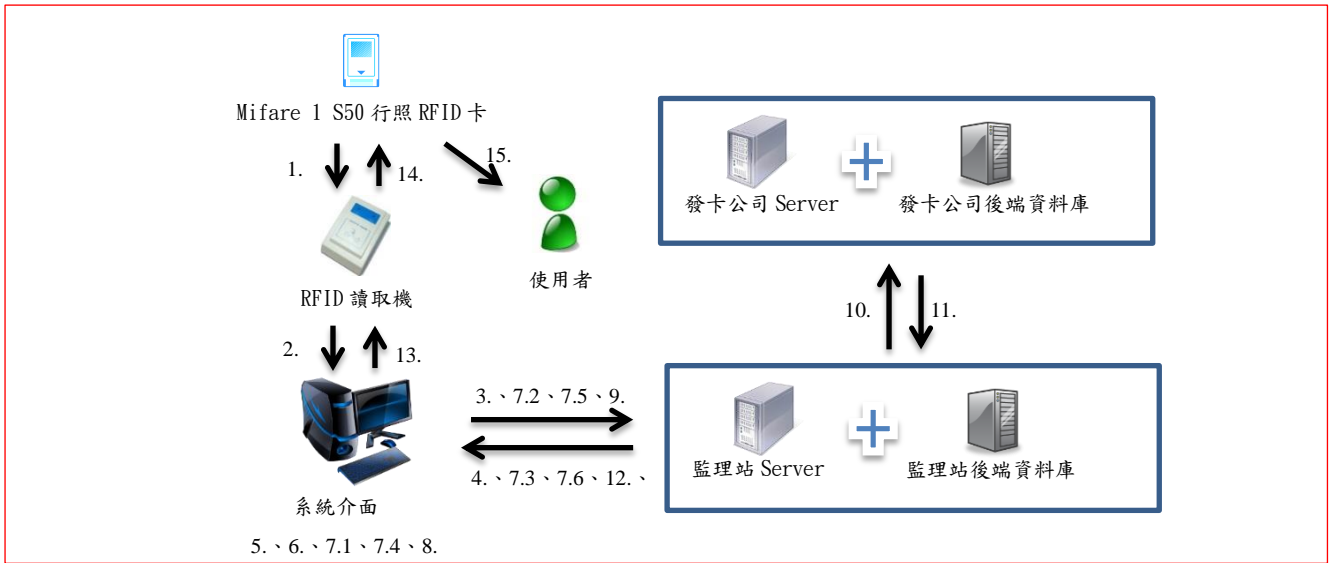 Mifare 1 S50 行照 RFID 卡
1.
14.
15.
RFID 讀取機
使用者
2.
13.
系統介面
5.、6.、7.1、7.4、8.
3.、7.2、7.5、9.
4.、7.3、7.6、12.、
發卡公司 Server
發卡公司後端資料庫
10.
11.
監理站 Server
監理站後端資料庫